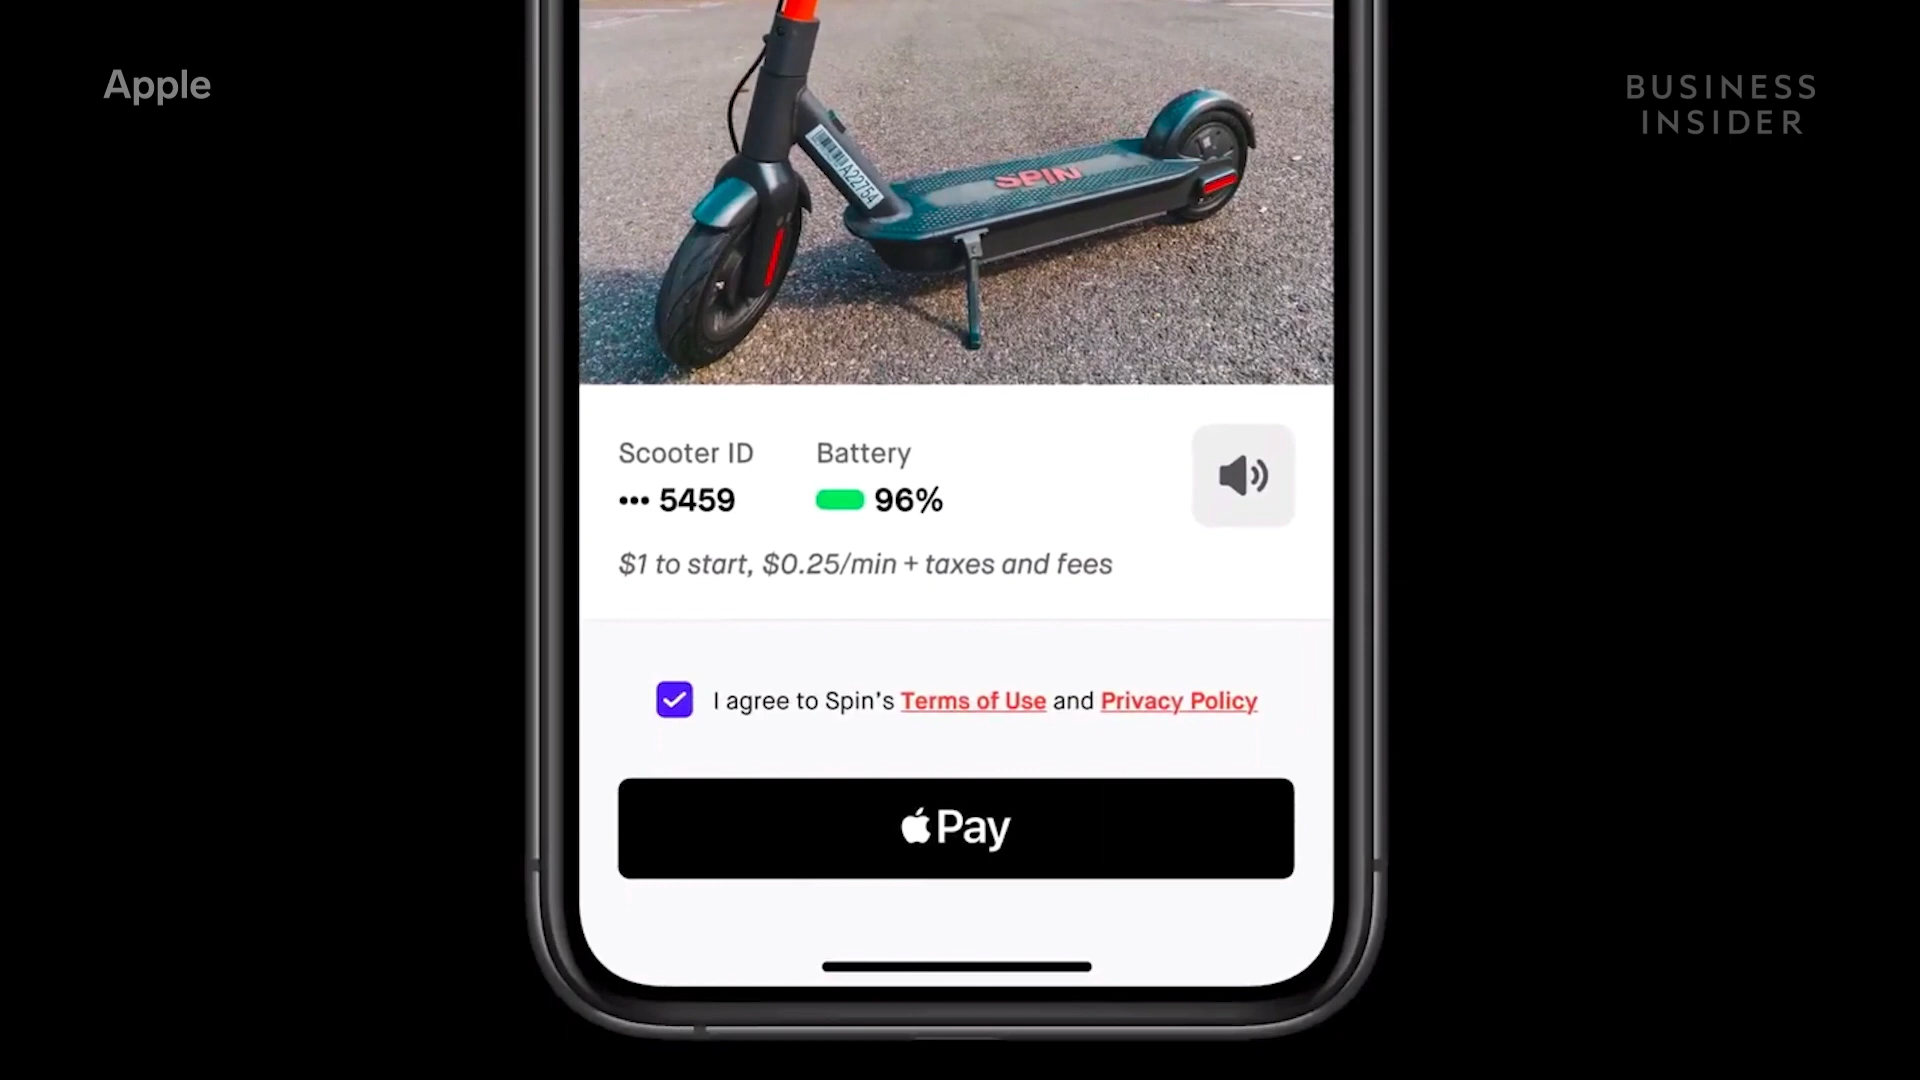 Apple
BUSINESS
INSIDER
A22754
SPIN
Scooter ID
Battery
••• 5459
96%
$1 to start, $0.25/min + taxes and fees
I agree to Spin's Terms of Use and Privacy Policy
Pay